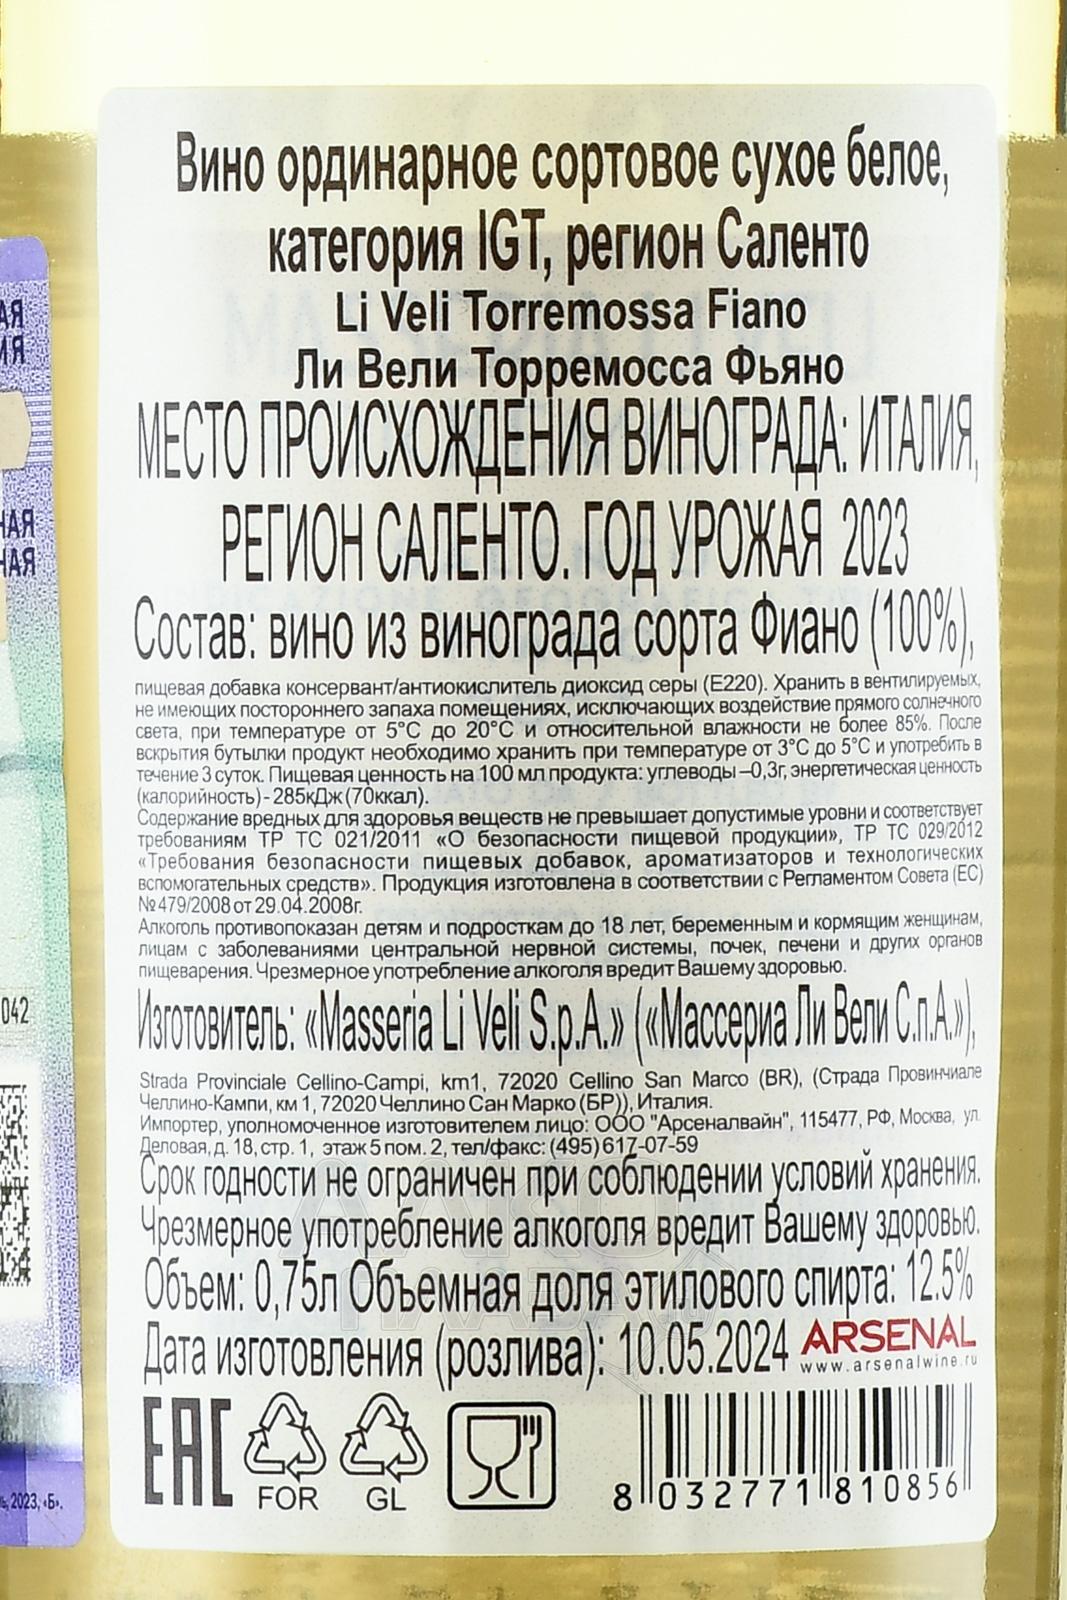 Вино ординарное сортовое сухое белое,
категория IGT, регион Саленто
Li Veli Torremossa Fiano
Ли Вели Торремосса Фьяно
МЕСТО ПРОИСХОЖДЕНИЯ ВИНОГРАДА: ИТАЛИЯ,
РЕГИОН САЛЕНТО. ГОД УРОЖАЯ 2023
Состав: вино из винограда сорта Фиано (100%),
пищевая добавка консервант/антиокислитель диоксид серы (E220). Хранить в вентилируемых,
не имеющих постороннего запаха помещениях, исключающих воздействие прямого солнечного
света, при температуре от 5°C до 20°C и относительной влажности не более 85%. После
вскрытия бутылки продукт необходимо хранить при температуре от 3°C до 5°C и употребить в
течение 3 суток. Пищевая ценность на 100 мл продукта: углеводы –0,3г, энергетическая ценность
(калорийность) - 285кДж (70ккал).
Содержание вредных для здоровья веществ не превышает допустимые уровни и соответствует
требованиям ТР ТС 021/2011 «О безопасности пищевой продукции», ТР ТС 029/2012
«Требования безопасности пищевых добавок, ароматизаторов и технологических
вспомогательных средств». Продукция изготовлена в соответствии с Регламентом Совета (ЕС)
№479/2008 от 29.04.2008г.
Алкоголь противопоказан детям и подросткам до 18 лет, беременным и кормящим женщинам,
лицам с заболеваниями центральной нервной системы, почек, печени и других органов
пищеварения. Чрезмерное употребление алкоголя вредит Вашему здоровью.
Изготовитель: «Masseria Li Veli S.p.A.» («Массериа Ли Вели С.п.А.»),
Strada Provinciale Cellino-Campi, km1, 72020 Cellino San Marco (BR), (Страда Провинчиале
Челлино-Кампи, км 1, 72020 Челлино Сан Марко (БР)), Италия.
Импортер, уполномоченное изготовителем лицо: ООО "Арсеналвайн", 115477, РФ, Москва, ул.
Деловая, д. 18, стр. 1, этаж 5 пом. 2, тел/факс: (495) 617-07-59
Срок годности не ограничен при соблюдении условий хранения.
Чрезмерное употребление алкоголя вредит Вашему здоровью.
Объем: 0,75л Объемная доля этилового спирта: 12.5%
Дата изготовления (розлива): 10.05.2024 ARSENAL
www.arsenalwine.ru
EAC
FOR GL
8 032771 810856
АЯ
ИЯ
НАЯ
НАЯ
042
2023, «Б».